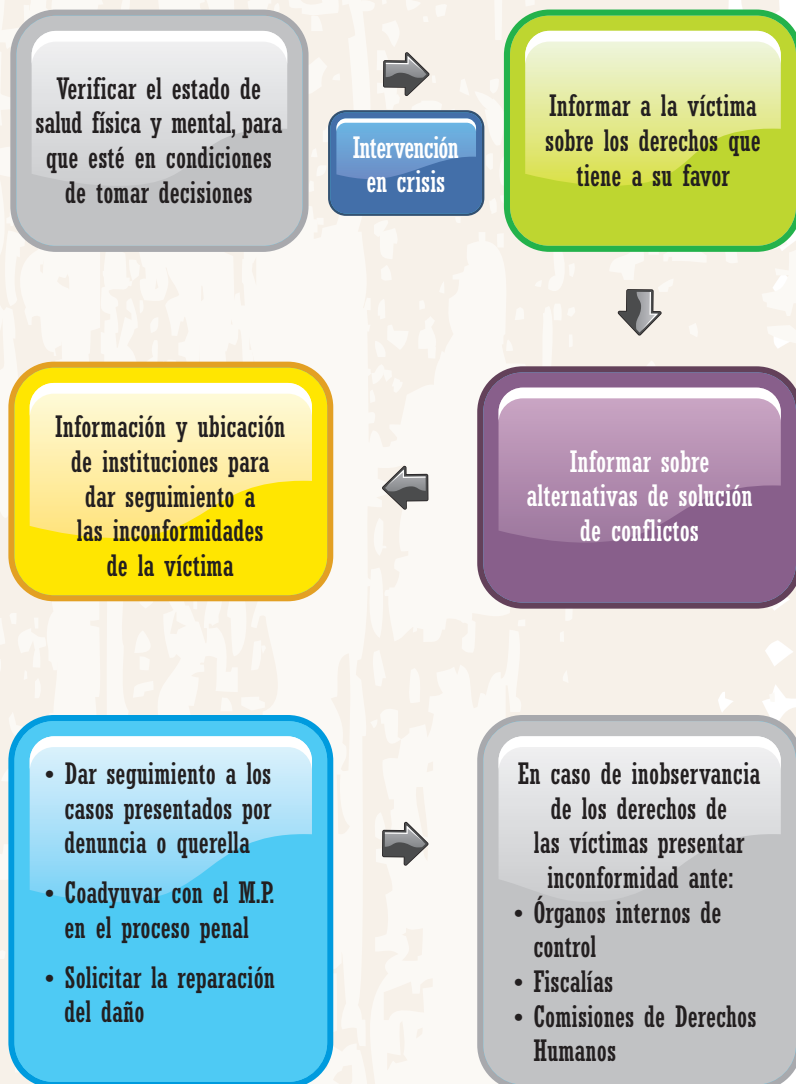 Verificar el estado de
salud física y mental, para
que esté en condiciones
de tomar decisiones
Intervención
en crisis
Informar a la víctima
sobre los derechos que
tiene a su favor
Informar sobre
alternativas de solución
de conflictos
Información y ubicación
de instituciones para
dar seguimiento a
las inconformidades
de la víctima
• Dar seguimiento a los
casos presentados por
denuncia o querella
• Coadyuvar con el M.P.
en el proceso penal
• Solicitar la reparación
del daño
En caso de inobservancia
de los derechos de
las víctimas presentar
inconformidad ante:
• Órganos internos de
control
• Fiscalías
• Comisiones de Derechos
Humanos